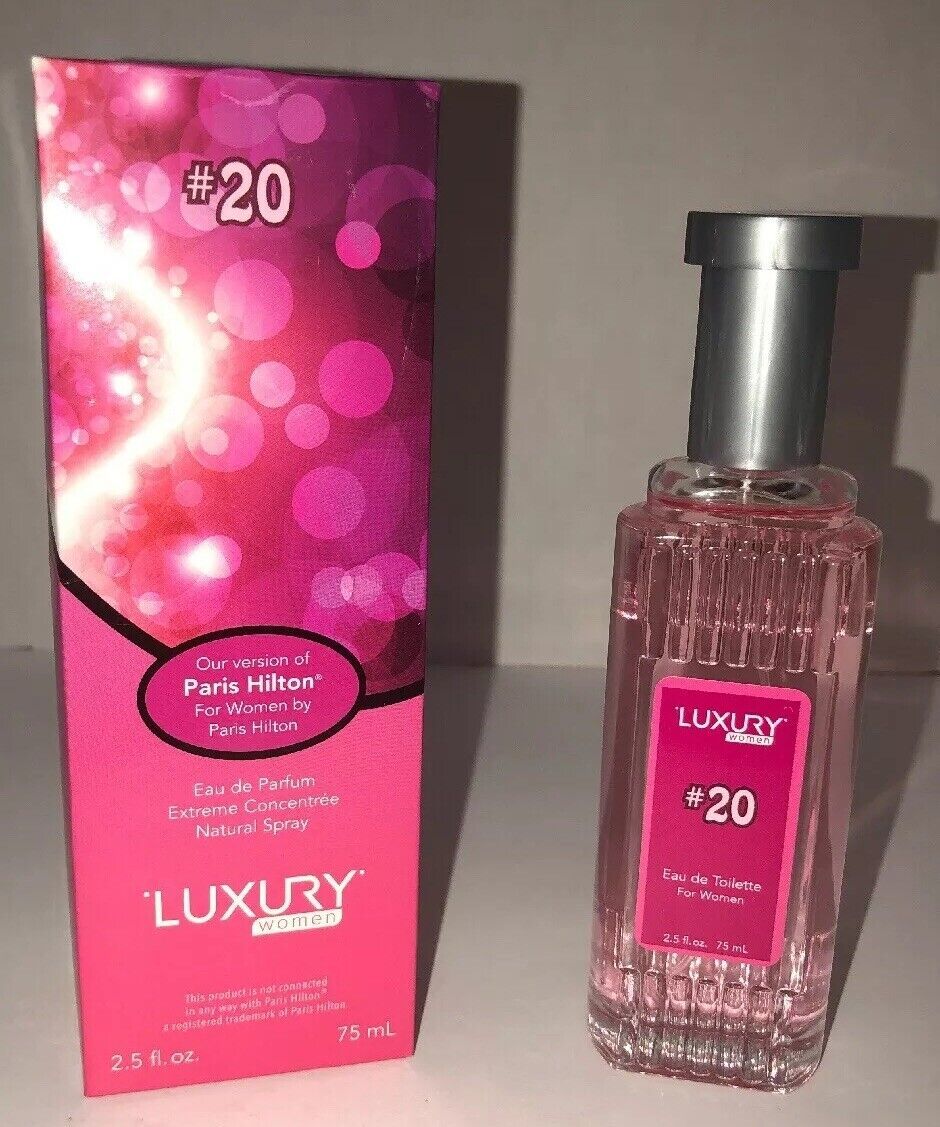 #20
Our version of
Paris Hilton®
For Women by
Paris Hilton
Eau de Parfum
Extreme Concentrée
Natural Spray
LUXURY
women
This product is not connected
in any way with Paris Hilton®
a registered trademark of Paris Hilton.
2.5 fl. oz.
75 mL
LUXURY
women
#20
Eau de Toilette
For Women
2.5 fl. oz. 75 mL